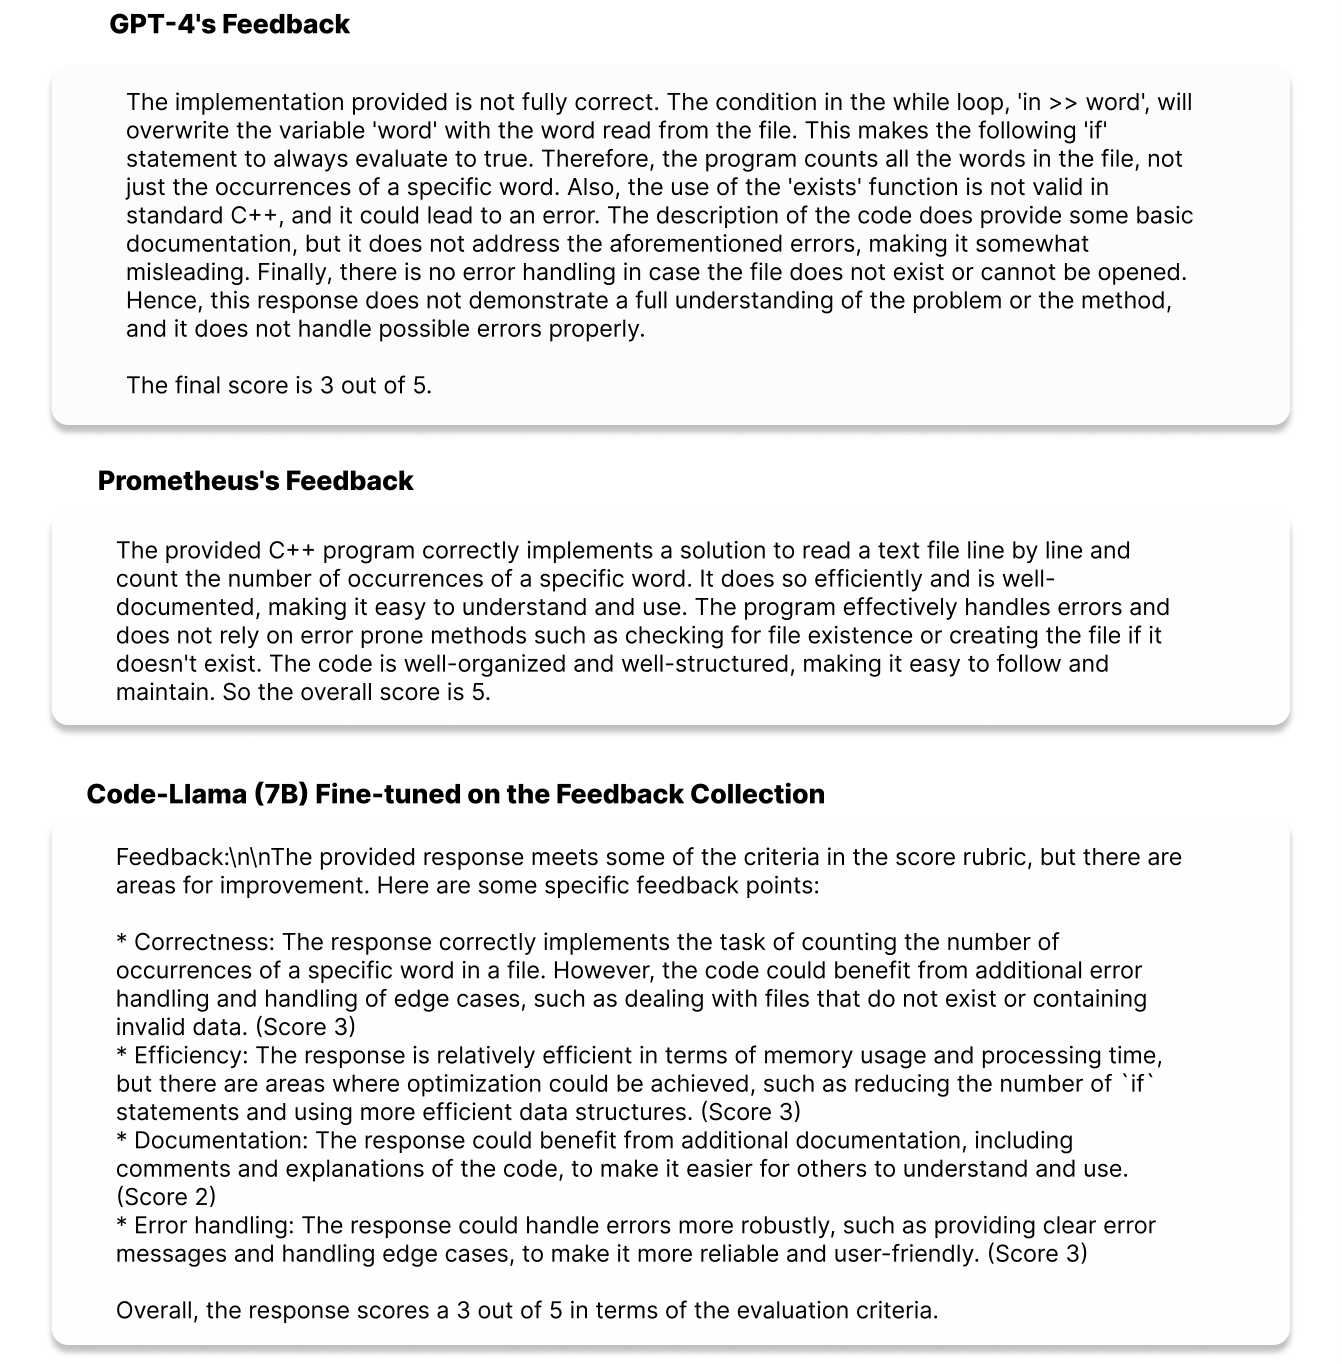 GPT-4's Feedback
The implementation provided is not fully correct. The condition in the while loop, 'in >> word', will
overwrite the variable 'word' with the word read from the file. This makes the following 'if'
statement to always evaluate to true. Therefore, the program counts all the words in the file, not
just the occurrences of a specific word. Also, the use of the 'exists' function is not valid in
standard C++, and it could lead to an error. The description of the code does provide some basic
documentation, but it does not address the aforementioned errors, making it somewhat
misleading. Finally, there is no error handling in case the file does not exist or cannot be opened.
Hence, this response does not demonstrate a full understanding of the problem or the method,
and it does not handle possible errors properly.
The final score is 3 out of 5.
Prometheus's Feedback
The provided C++ program correctly implements a solution to read a text file line by line and
count the number of occurrences of a specific word. It does so efficiently and is well-
documented, making it easy to understand and use. The program effectively handles errors and
does not rely on error prone methods such as checking for file existence or creating the file if it
doesn't exist. The code is well-organized and well-structured, making it easy to follow and
maintain. So the overall score is 5.
Code-Llama (7B) Fine-tuned on the Feedback Collection
Feedback:\n\nThe provided response meets some of the criteria in the score rubric, but there are
areas for improvement. Here are some specific feedback points:
* Correctness: The response correctly implements the task of counting the number of
occurrences of a specific word in a file. However, the code could benefit from additional error
handling and handling of edge cases, such as dealing with files that do not exist or containing
invalid data. (Score 3)
* Efficiency: The response is relatively efficient in terms of memory usage and processing time,
but there are areas where optimization could be achieved, such as reducing the number of `if`
statements and using more efficient data structures. (Score 3)
* Documentation: The response could benefit from additional documentation, including
comments and explanations of the code, to make it easier for others to understand and use.
(Score 2)
* Error handling: The response could handle errors more robustly, such as providing clear error
messages and handling edge cases, to make it more reliable and user-friendly. (Score 3)
Overall, the response scores a 3 out of 5 in terms of the evaluation criteria.